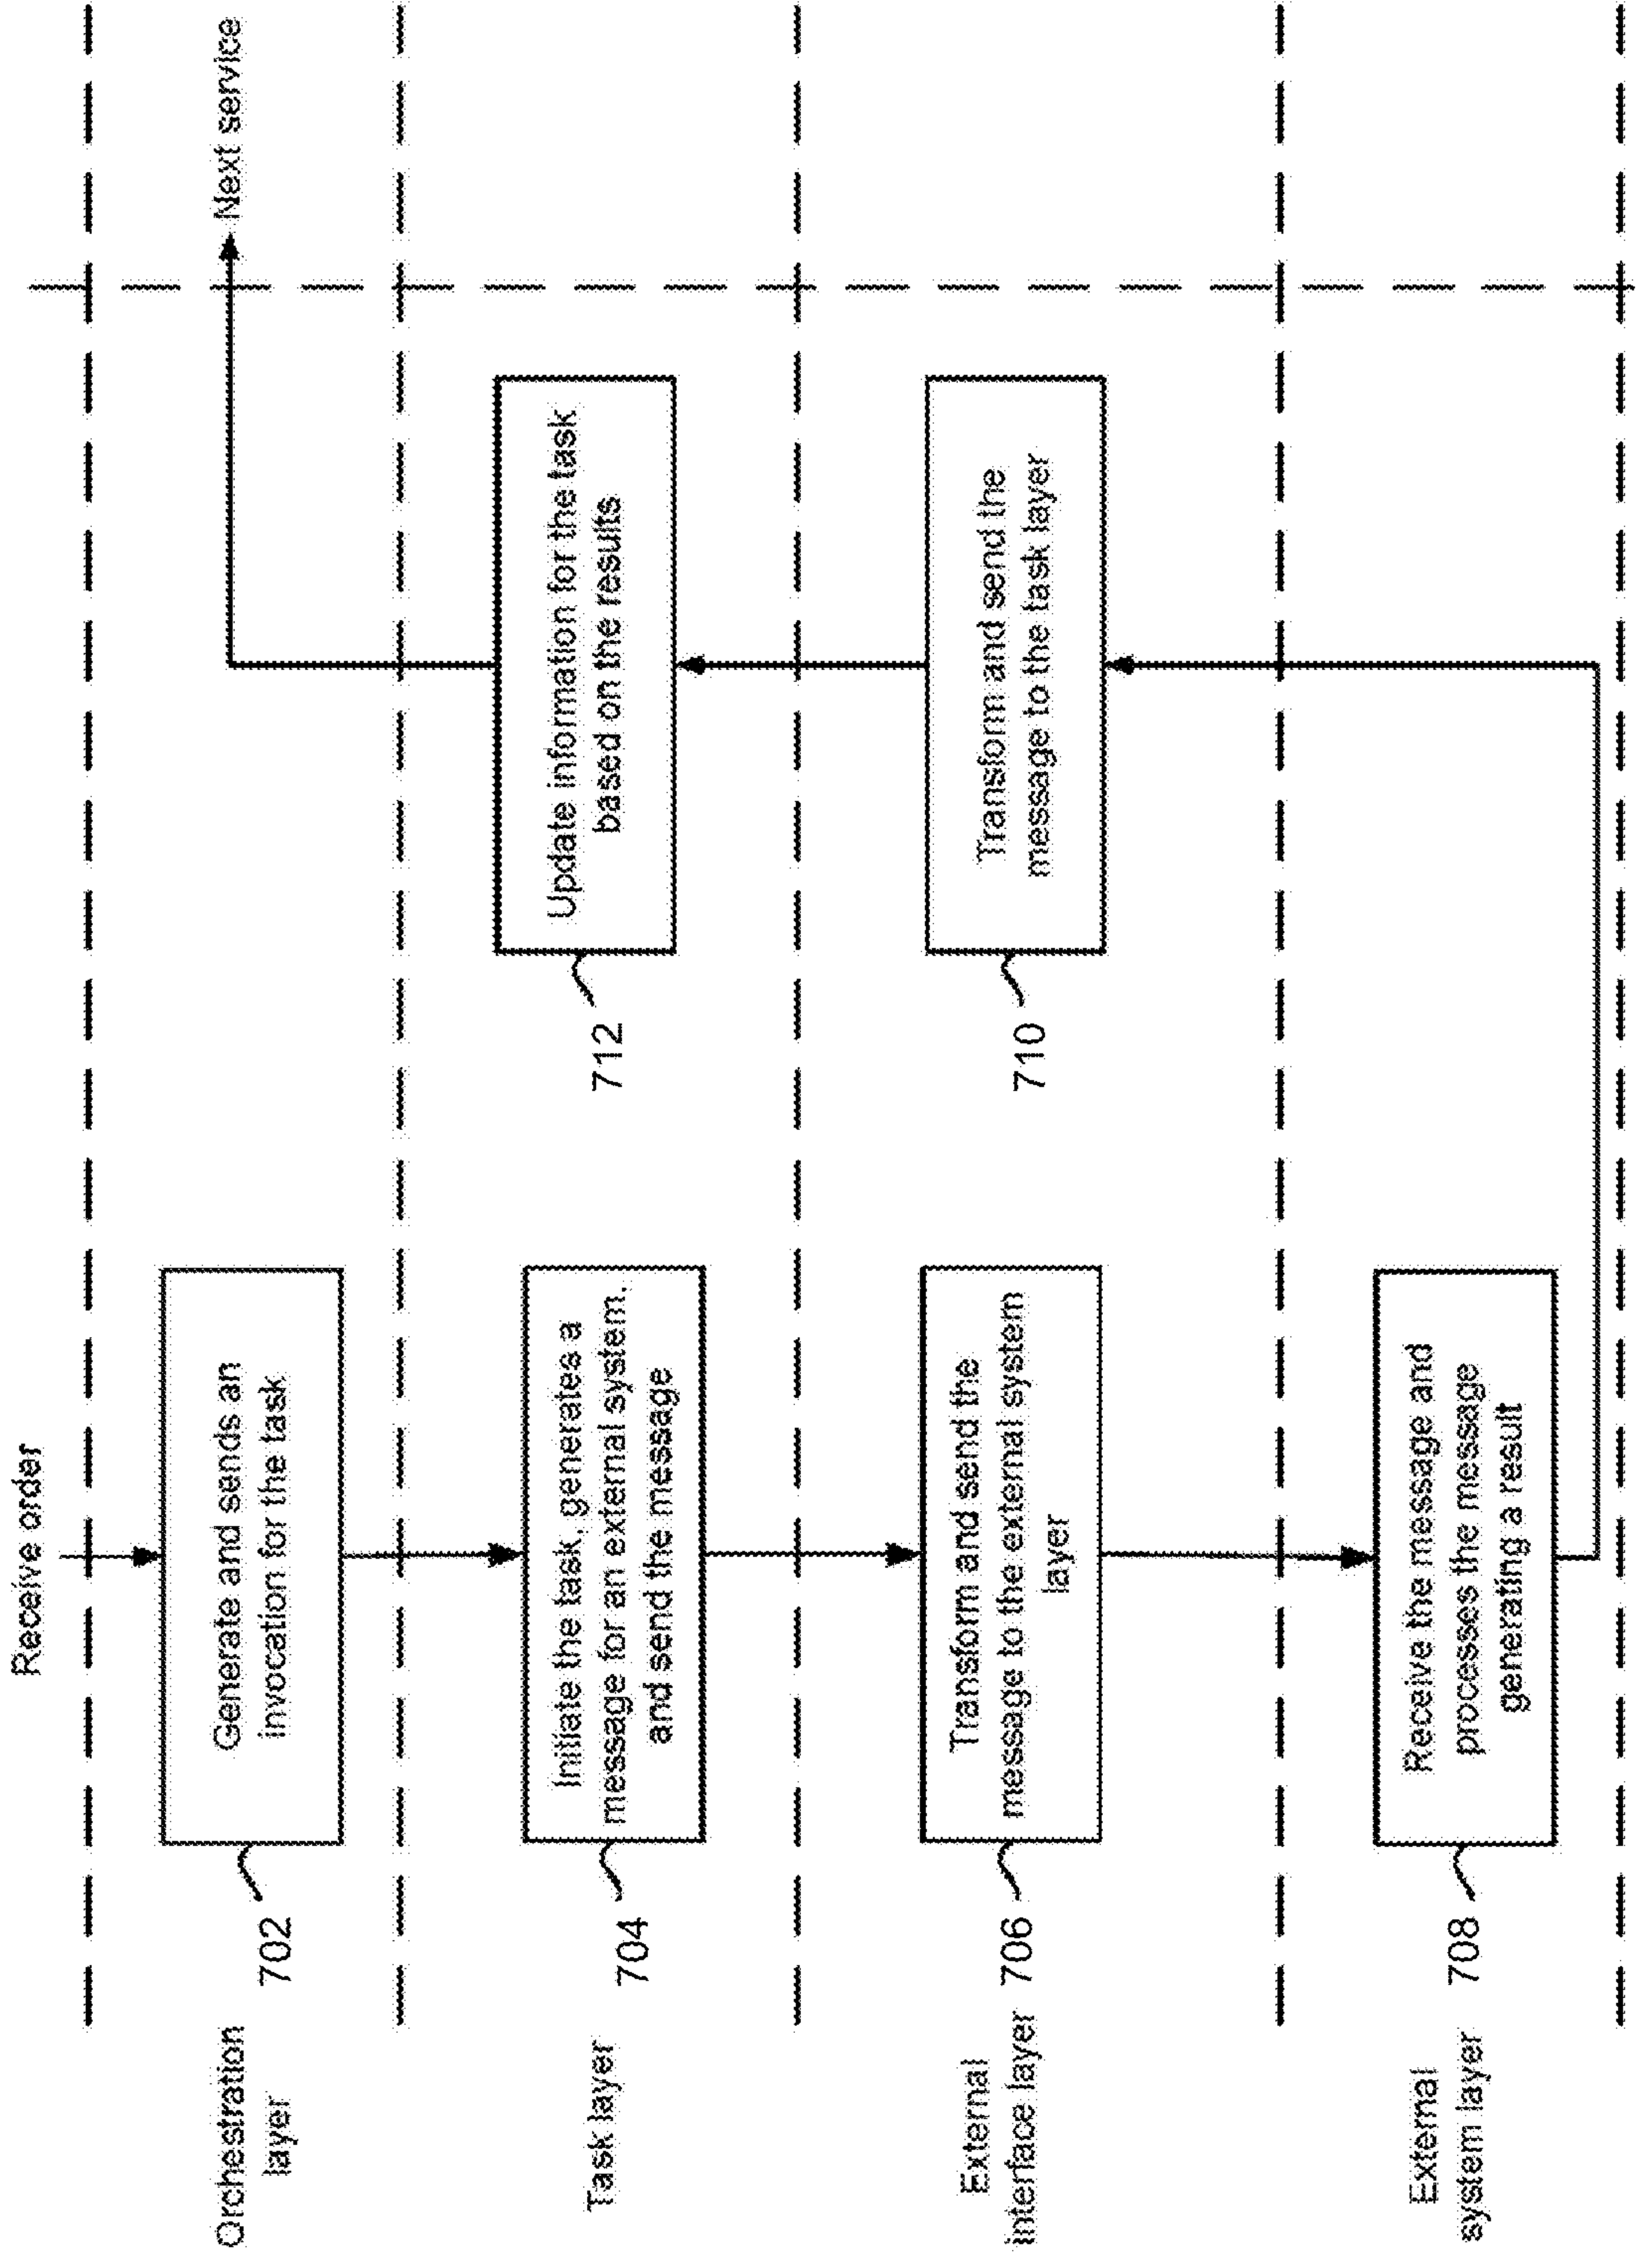 Receive order
Orchestration
layer
702
Generate and sends an
invocation for the task
Next service
Task layer
704
Initiate the task, generates a
message for an external system,
and send the message
712
Update information for the task
based on the results
External
interface layer
706
Transform and send the
message to the external system
layer
710
Transform and send the
message to the task layer
External
system layer
708
Receive the message and
processes the message
generating a result